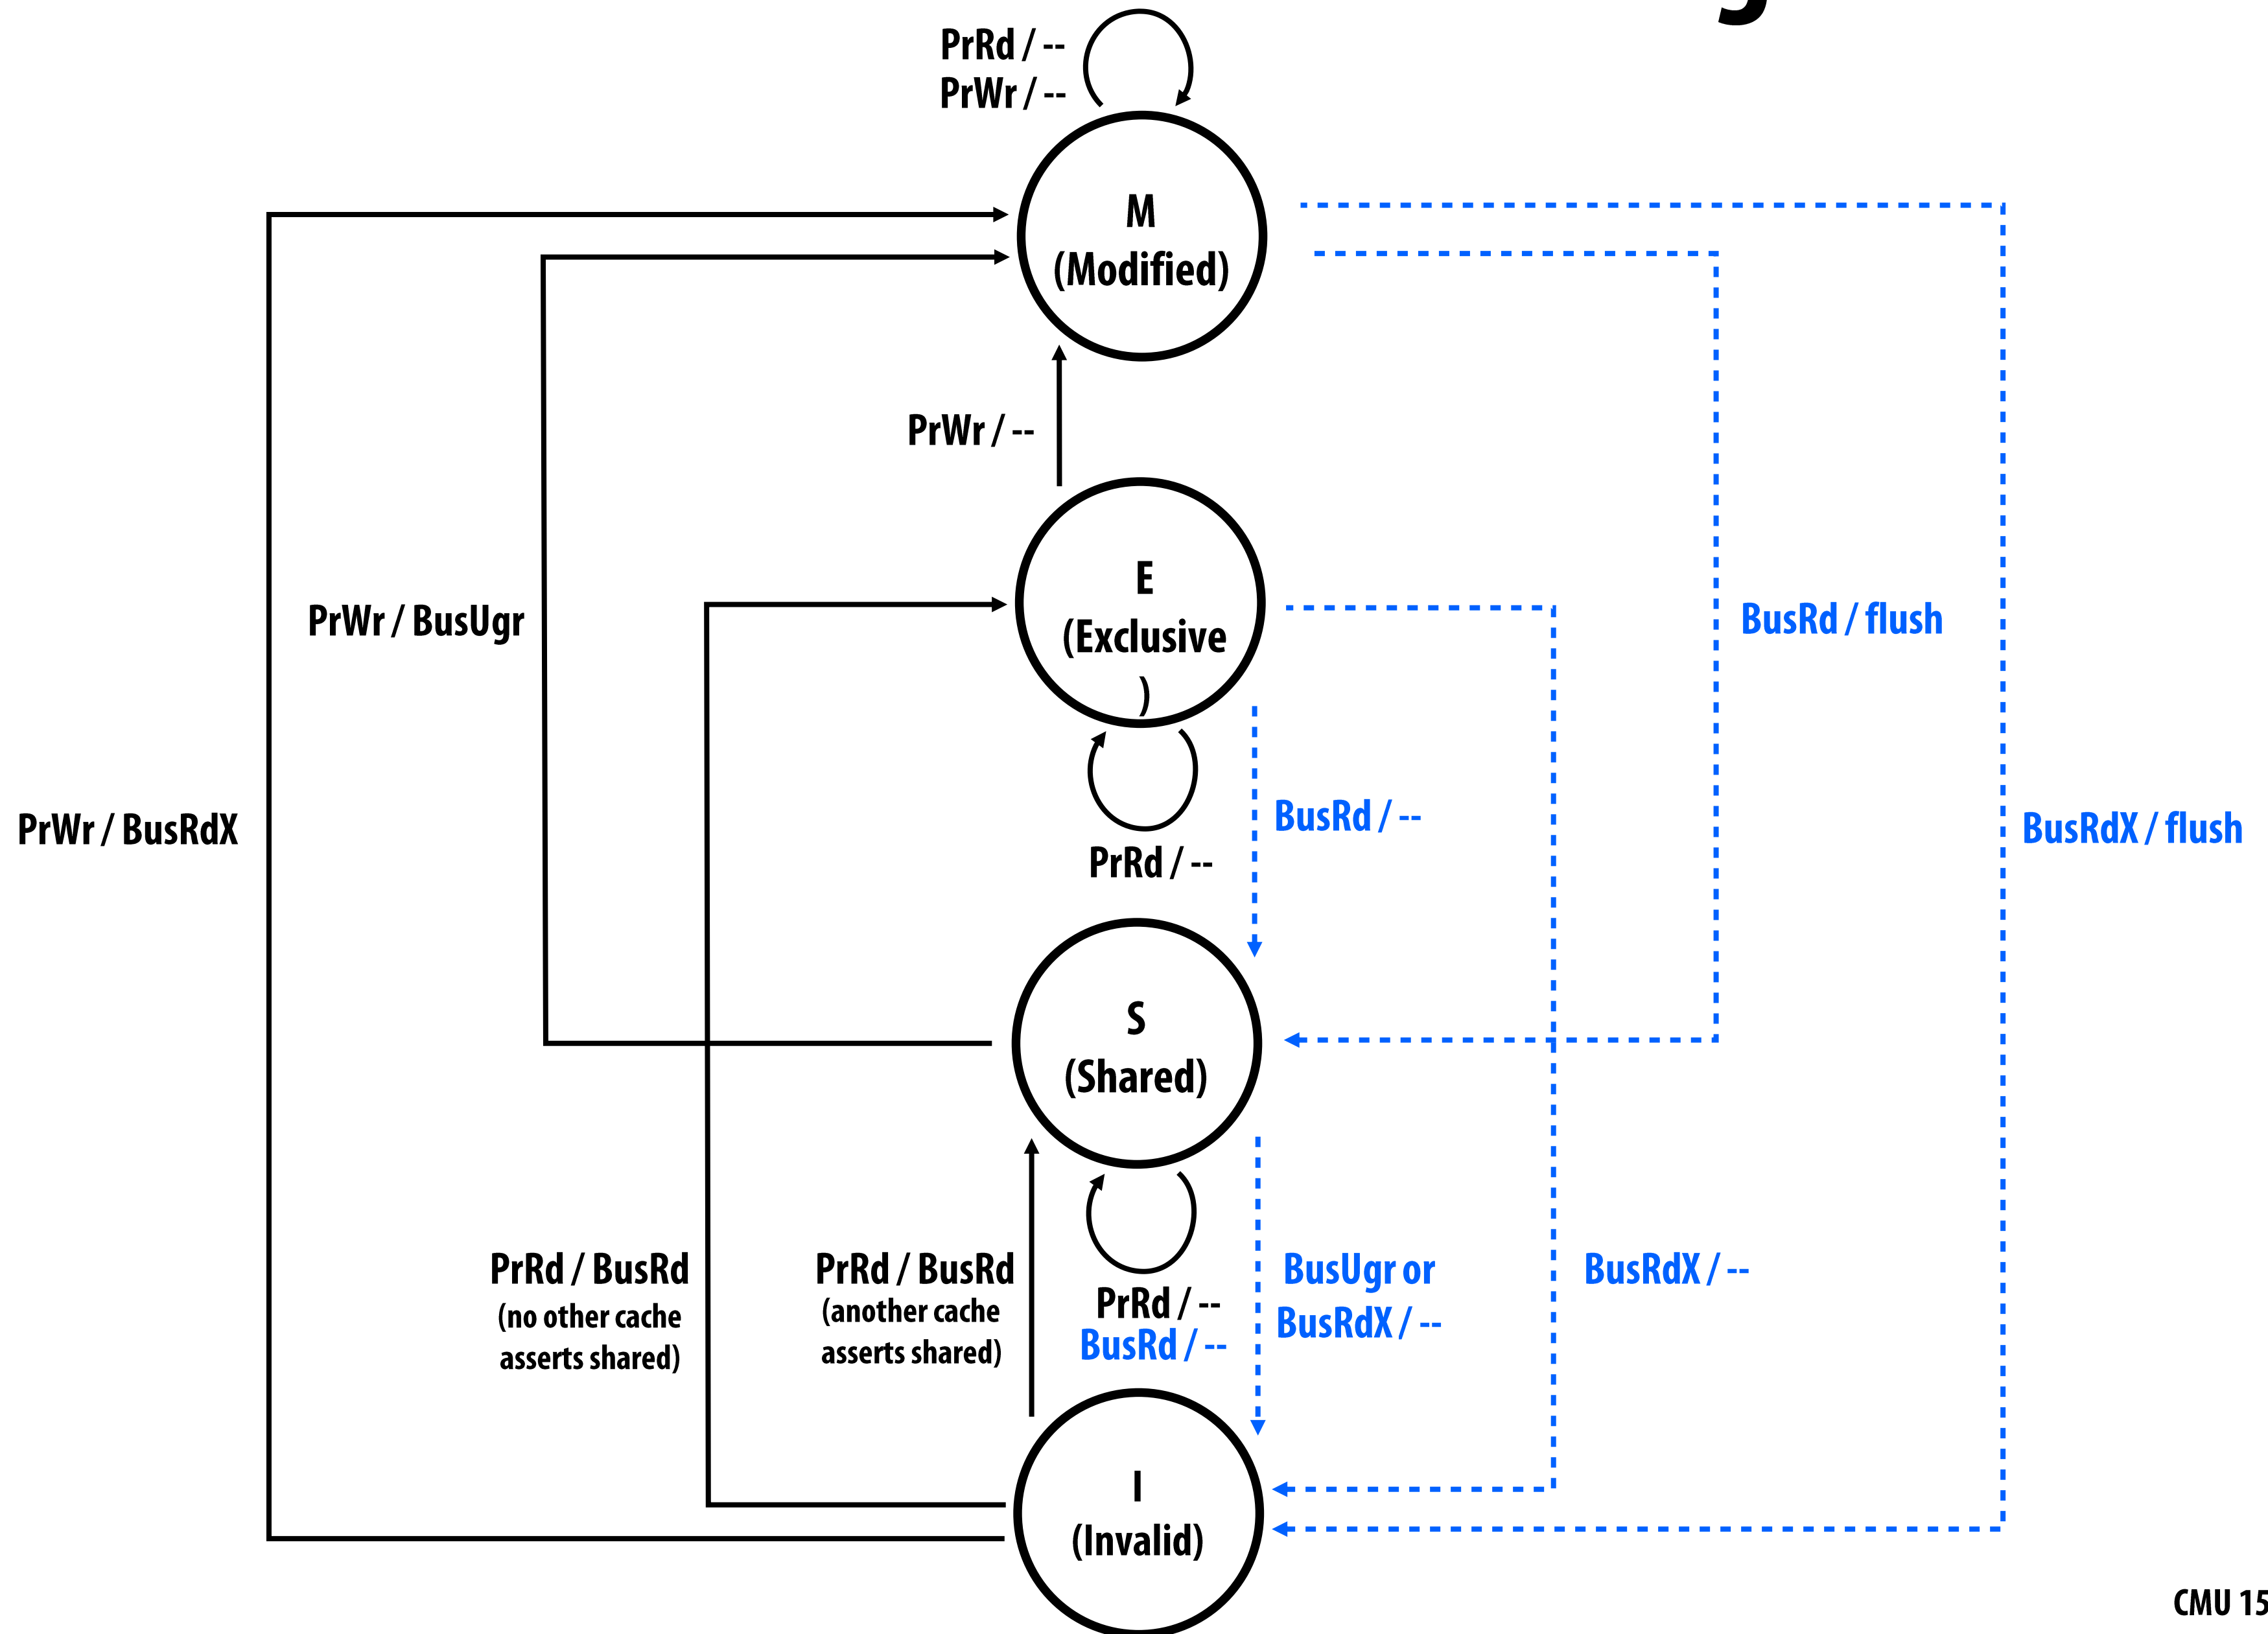 PrRd / --
PrWr / --
M
(Modified)
PrWr / --
E
(Exclusive
)
PrWr / BusUgr
BusRd / flush
PrWr / BusRdX
BusRd / --
BusRdX / flush
PrRd / --
S
(Shared)
PrRd / BusRd
(no other cache
asserts shared)
PrRd / BusRd
(another cache
asserts shared)
PrRd / --
BusRd / --
BusUgr or
BusRdX / --
BusRdX / --
I
(Invalid)
CMU 15